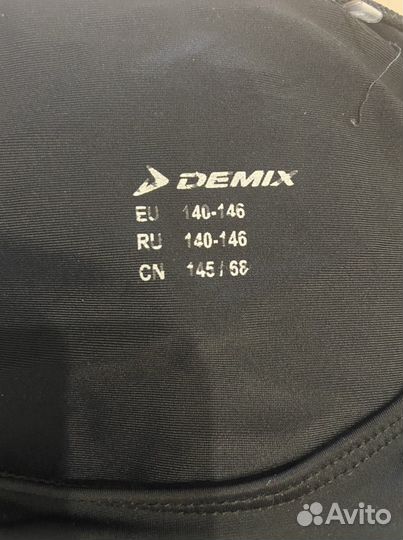 DEMIX
EU 140-146
RU 140-146
CN 145 / 68
Avito